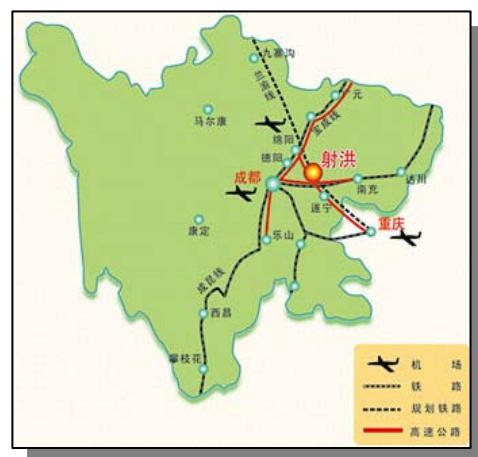 九寨沟
兰渝线
马尔康
元
宝成线
绵阳
德阳
射洪
成都
南充
达川
遂宁
重庆
康定
乐山
成昆线
西昌
攀枝花
机 场
铁 路
规划铁路
高速公路